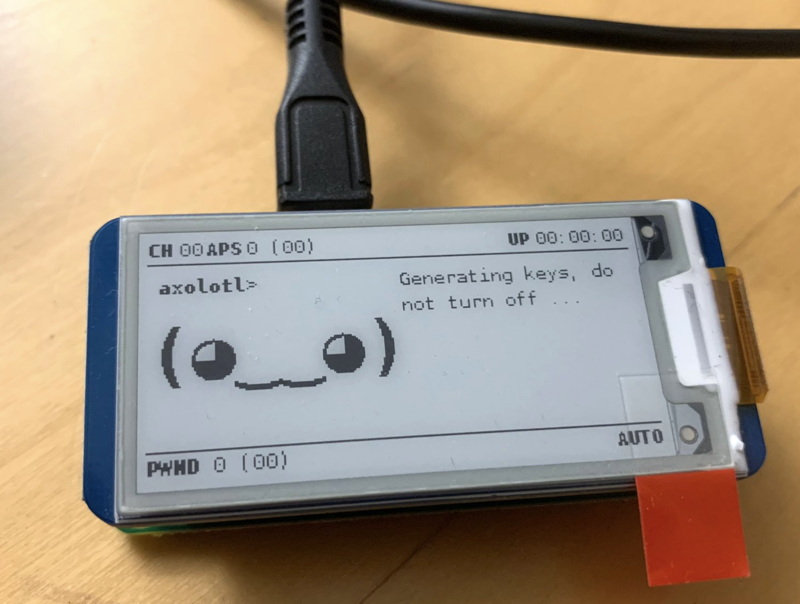 CH 00 APS 0 (00) UP 00:00:00
axolotl>
Generating keys, do
not turn off ...
(◕‿‿◕)
PWND 0 (00) AUTO